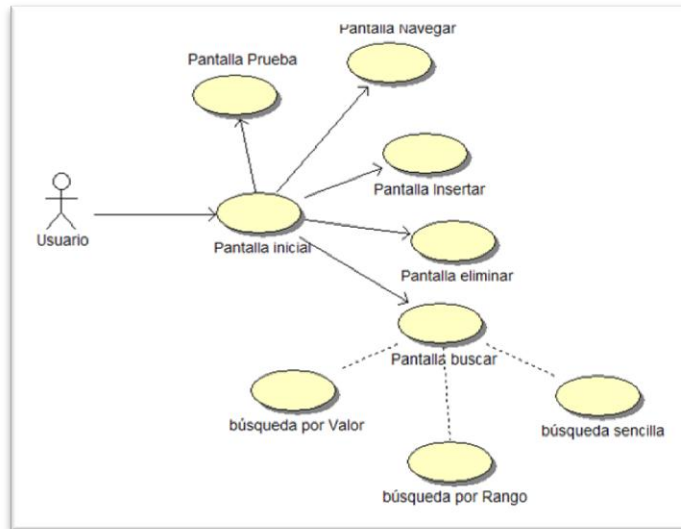 Pantalla Navegar
Pantalla Prueba
Pantalla Insertar
Usuario
Pantalla inicial
Pantalla eliminar
Pantalla buscar
búsqueda por Valor
búsqueda sencilla
búsqueda por Rango